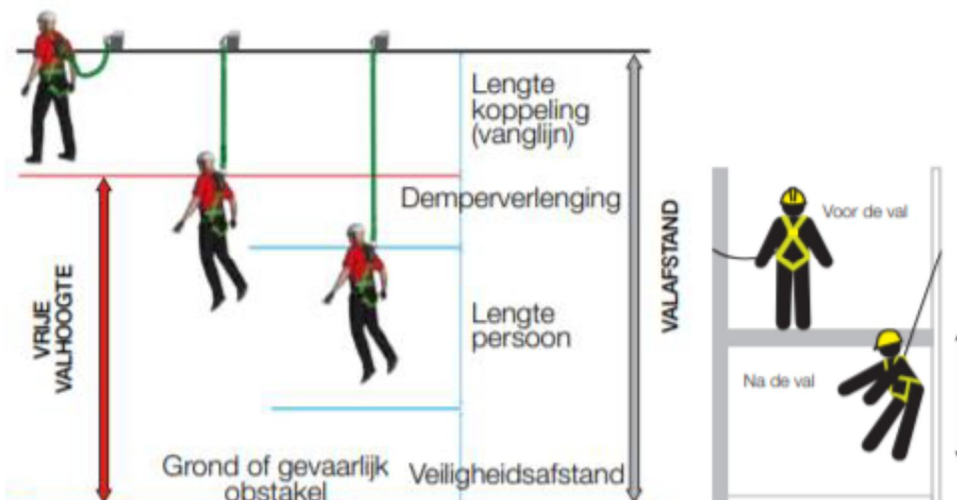 Lengte
koppeling
(vanglijn)
Demperverlenging
VRIJE
VALHOOGTE
Lengte
persoon
VALAFSTAND
Grond of gevaarlijk
obstakel
Veiligheidsafstand
Voor de val
Na de val